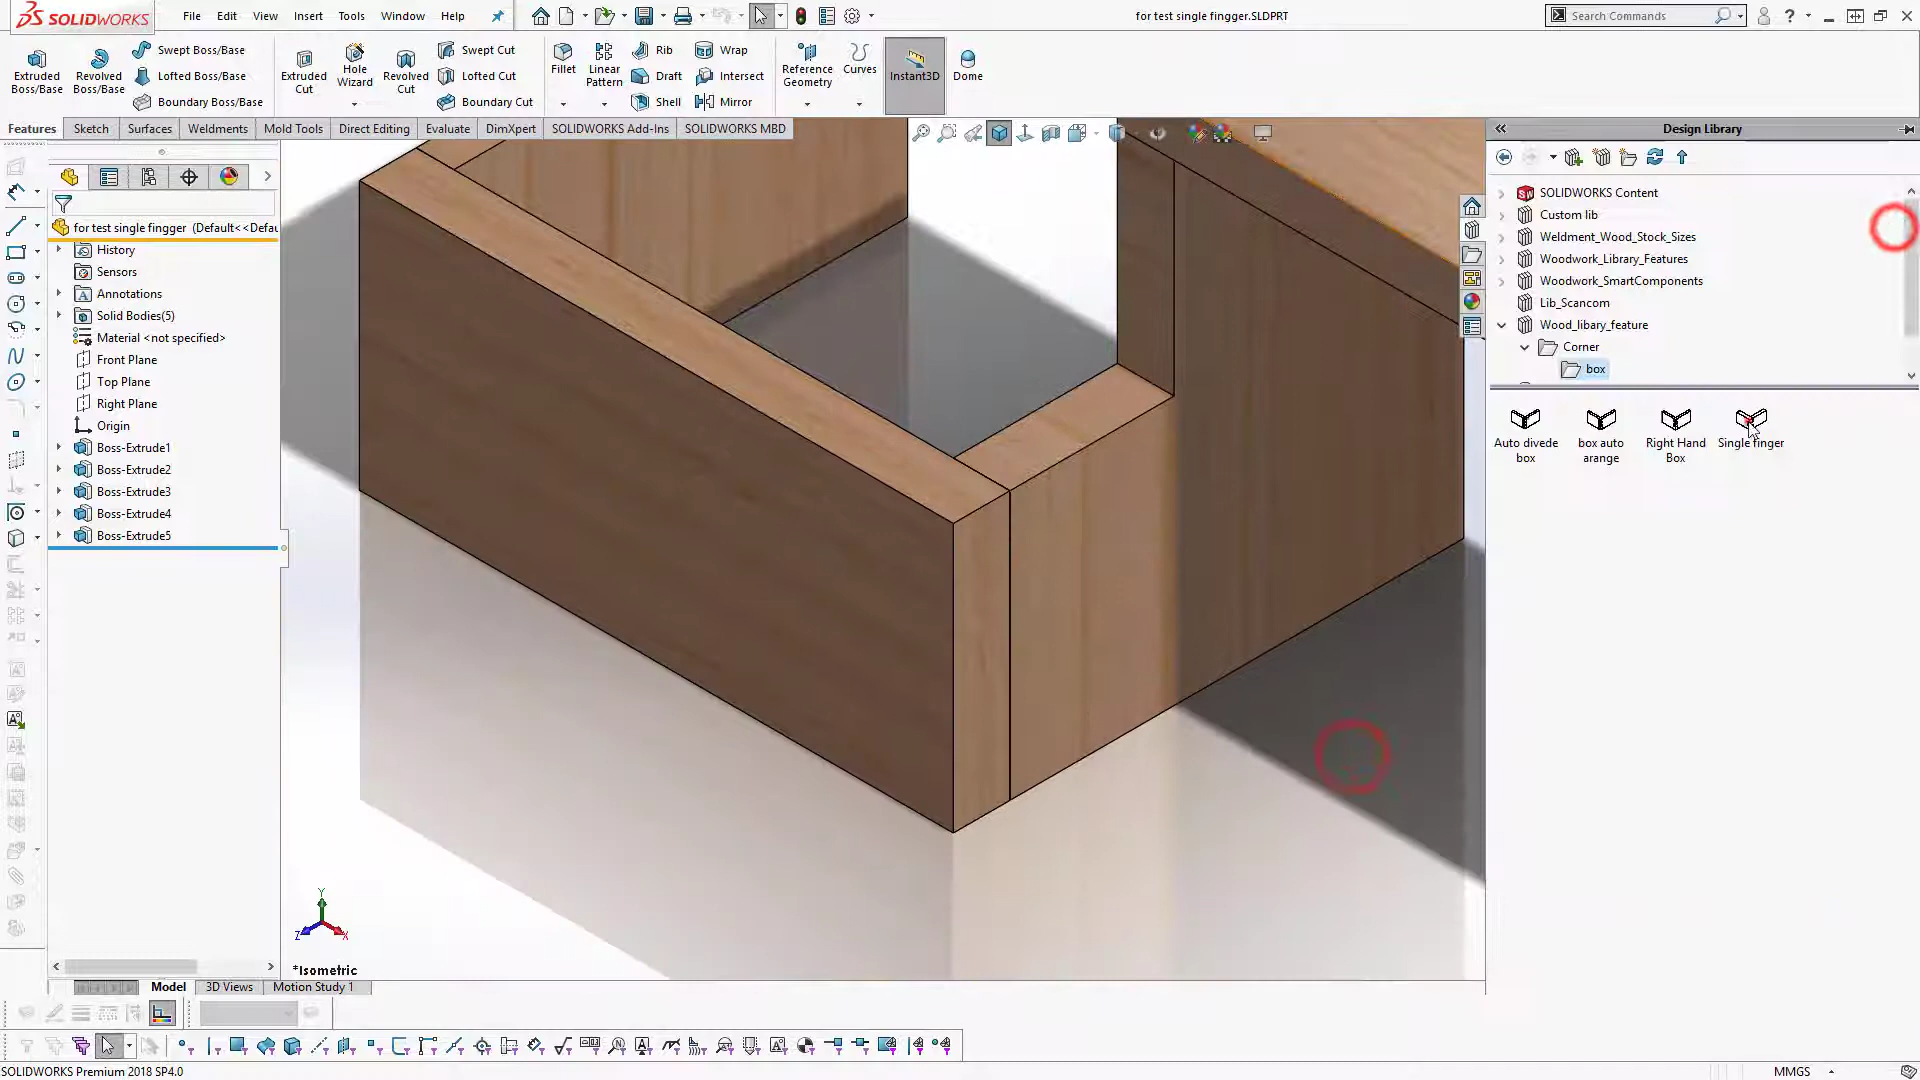 SOLIDWORKS
File Edit View Insert Tools Window Help
for test single fingger.SLDPRT
Search Commands
Extruded Boss/Base
Revolved Boss/Base
Swept Boss/Base
Lofted Boss/Base
Boundary Boss/Base
Extruded Cut
Hole Wizard
Revolved Cut
Swept Cut
Lofted Cut
Boundary Cut
Fillet
Linear Pattern
Rib
Draft
Shell
Wrap
Intersect
Mirror
Reference Geometry
Curves
Instant3D
Dome
Features Sketch Surfaces Weldments Mold Tools Direct Editing Evaluate DimXpert SOLIDWORKS Add-Ins SOLIDWORKS MBD
for test single fingger (Default<<Defau
History
Sensors
Annotations
Solid Bodies(5)
Material <not specified>
Front Plane
Top Plane
Right Plane
Origin
Boss-Extrude1
Boss-Extrude2
Boss-Extrude3
Boss-Extrude4
Boss-Extrude5
Y
Z
X
*Isometric
Design Library
SOLIDWORKS Content
Custom lib
Weldment_Wood_Stock_Sizes
Woodwork_Library_Features
Woodwork_SmartComponents
Lib_Scancom
Wood_libary_feature
Corner
box
Auto divede box
box auto arange
Right Hand Box
Single finger
Model 3D Views Motion Study 1
SOLIDWORKS Premium 2018 SP4.0
MMGS